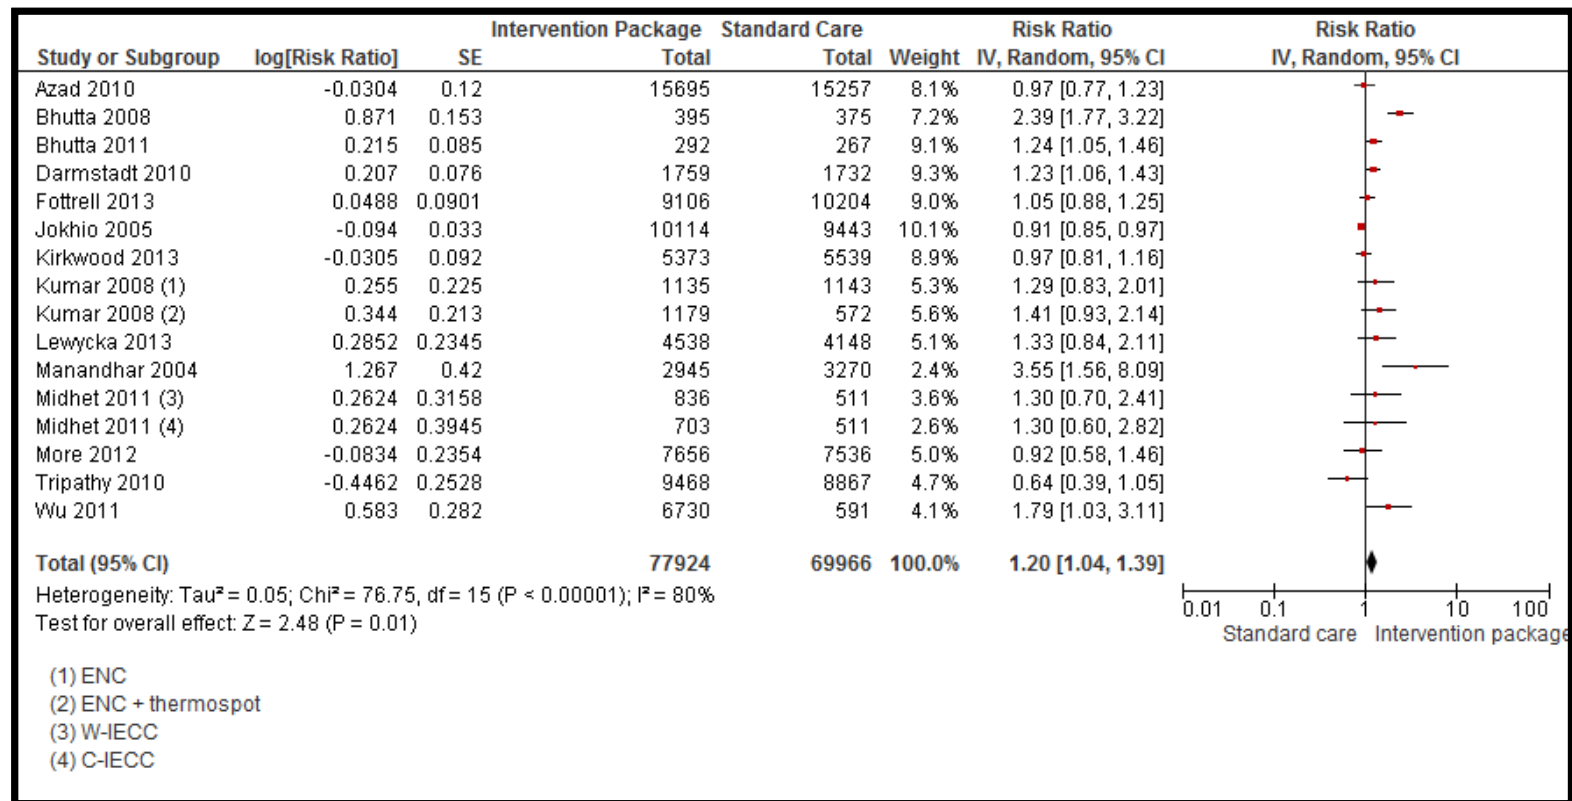 Intervention Package Standard Care Risk Ratio Risk Ratio
Study or Subgroup log[Risk Ratio] SE Total Total Weight IV, Random, 95% CI IV, Random, 95% CI
Azad 2010 -0.0304 0.12 15695 15257 8.1% 0.97 [0.77, 1.23]
Bhutta 2008 0.871 0.153 395 375 7.2% 2.39 [1.77, 3.22]
Bhutta 2011 0.215 0.085 292 267 9.1% 1.24 [1.05, 1.46]
Darmstadt 2010 0.207 0.076 1759 1732 9.3% 1.23 [1.06, 1.43]
Fottrell 2013 0.0488 0.0901 9106 10204 9.0% 1.05 [0.88, 1.25]
Jokhio 2005 -0.094 0.033 10114 9443 10.1% 0.91 [0.85, 0.97]
Kirkwood 2013 -0.0305 0.092 5373 5539 8.9% 0.97 [0.81, 1.16]
Kumar 2008 (1) 0.255 0.225 1135 1143 5.3% 1.29 [0.83, 2.01]
Kumar 2008 (2) 0.344 0.213 1179 572 5.6% 1.41 [0.93, 2.14]
Lewycka 2013 0.2852 0.2345 4538 4148 5.1% 1.33 [0.84, 2.11]
Manandhar 2004 1.267 0.42 2945 3270 2.4% 3.55 [1.56, 8.09]
Midhet 2011 (3) 0.2624 0.3158 836 511 3.6% 1.30 [0.70, 2.41]
Midhet 2011 (4) 0.2624 0.3945 703 511 2.6% 1.30 [0.60, 2.82]
More 2012 -0.0834 0.2354 7656 7536 5.0% 0.92 [0.58, 1.46]
Tripathy 2010 -0.4462 0.2528 9468 8867 4.7% 0.64 [0.39, 1.05]
Wu 2011 0.583 0.282 6730 591 4.1% 1.79 [1.03, 3.11]
Total (95% CI) 77924 69966 100.0% 1.20 [1.04, 1.39]
Heterogeneity: Tau² = 0.05; Chi² = 76.75, df = 15 (P < 0.00001); I² = 80%
Test for overall effect: Z = 2.48 (P = 0.01)
0.01 0.1 1 10 100
Standard care Intervention package
(1) ENC
(2) ENC + thermospot
(3) W-IECC
(4) C-IECC